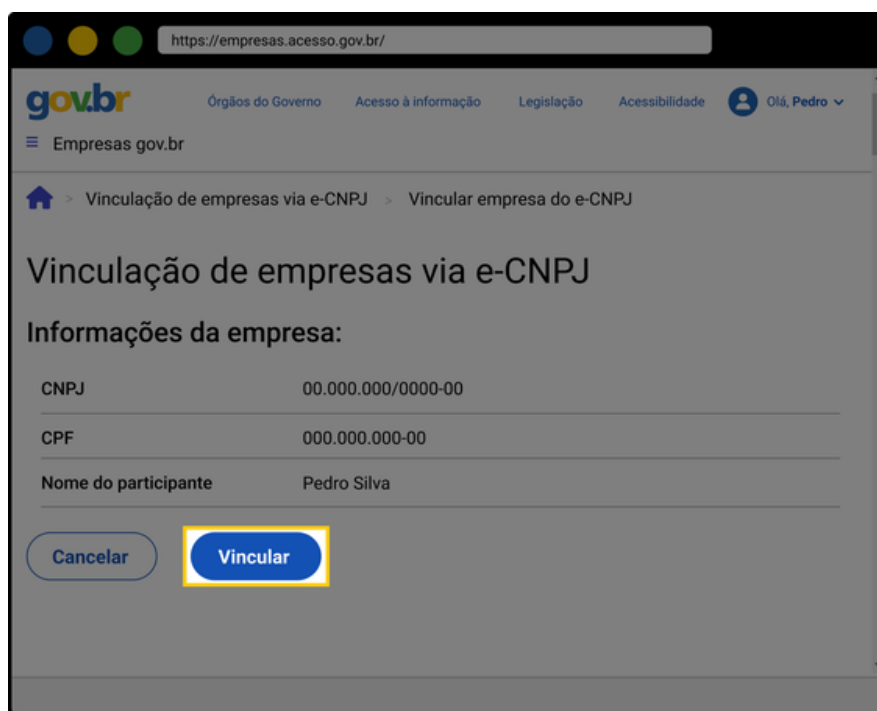 https://empresas.acesso.gov.br/
gov.br Órgãos do Governo Acesso à informação Legislação Acessibilidade Olá, Pedro
Empresas gov.br
> Vinculação de empresas via e-CNPJ > Vincular empresa do e-CNPJ
Vinculação de empresas via e-CNPJ
Informações da empresa:
CNPJ 00.000.000/0000-00
CPF 000.000.000-00
Nome do participante Pedro Silva
Cancelar Vincular